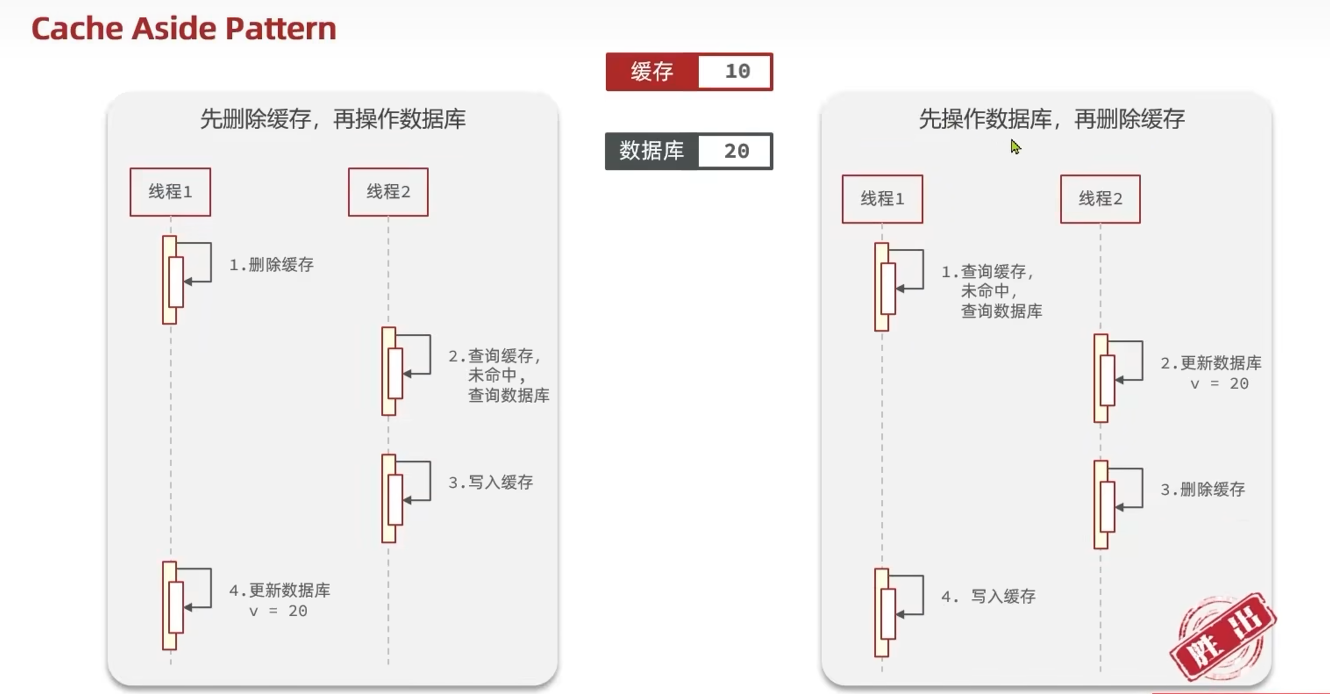 Cache Aside Pattern
缓存 10
数据库 20
先删除缓存，再操作数据库
线程1
线程2
1.删除缓存
2.查询缓存，
未命中，
查询数据库
3.写入缓存
4.更新数据库
v = 20
先操作数据库，再删除缓存
线程1
线程2
1.查询缓存，
未命中，
查询数据库
2.更新数据库
v = 20
3.删除缓存
4. 写入缓存
胜出